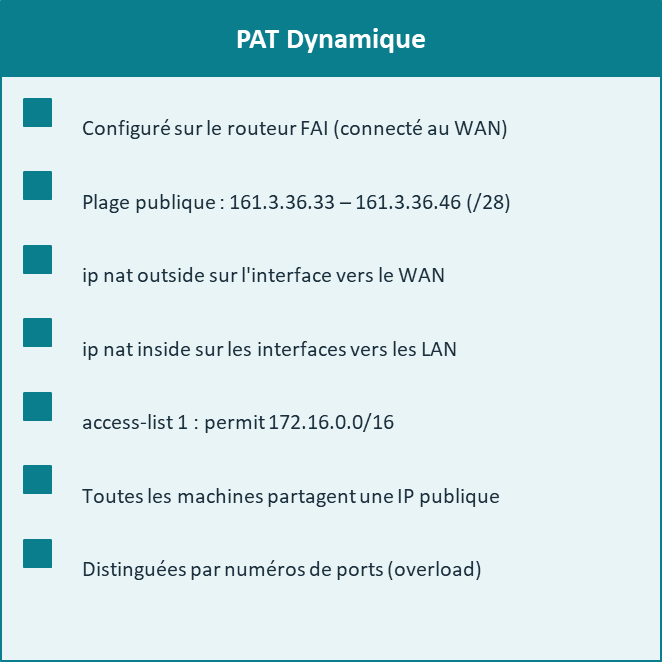 PAT Dynamique
Configuré sur le routeur FAI (connecté au WAN)
Plage publique : 161.3.36.33 – 161.3.36.46 (/28)
ip nat outside sur l'interface vers le WAN
ip nat inside sur les interfaces vers les LAN
access-list 1 : permit 172.16.0.0/16
Toutes les machines partagent une IP publique
Distinguées par numéros de ports (overload)